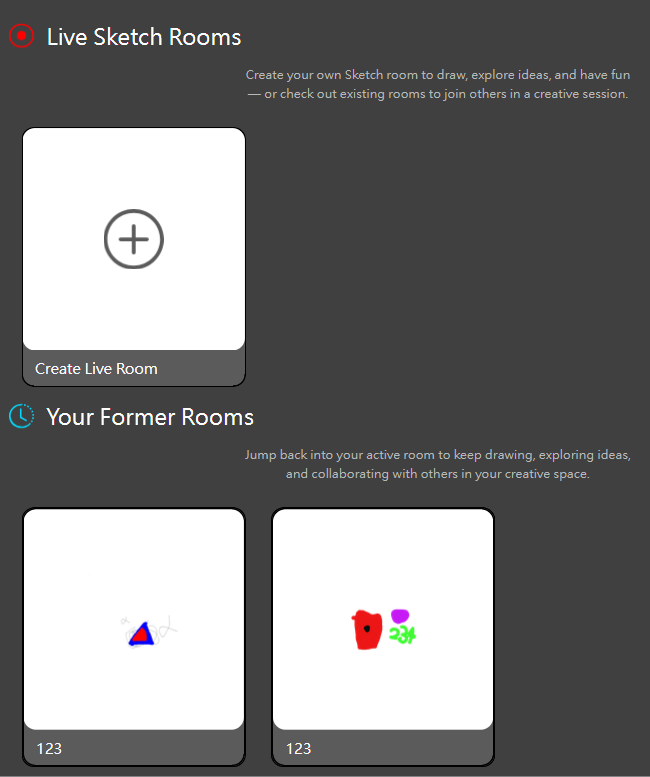 Live Sketch Rooms
Create your own Sketch room to draw, explore ideas, and have fun
— or check out existing rooms to join others in a creative session.
Create Live Room
Your Former Rooms
Jump back into your active room to keep drawing, exploring ideas,
and collaborating with others in your creative space.
123
123